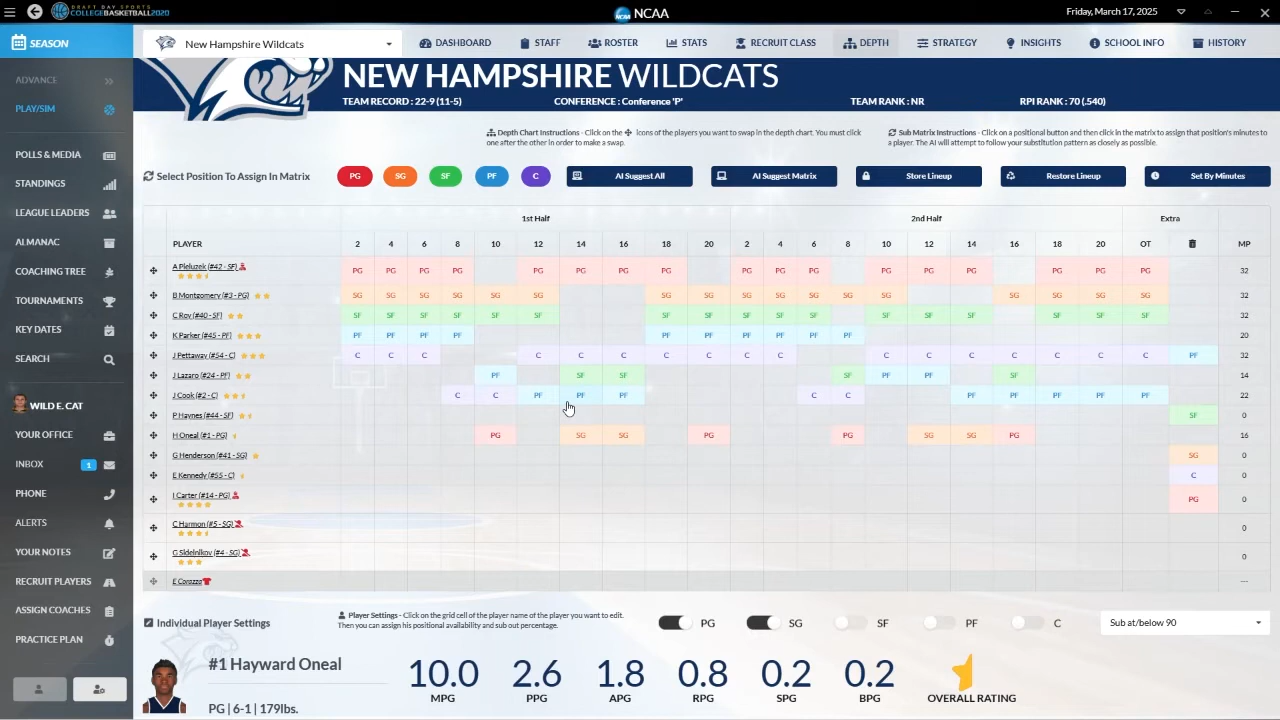 DRAFT DAY SPORTS
COLLEGE BASKETBALL 2020
NCAA
NCAA
Friday, March 17, 2025
SEASON
New Hampshire Wildcats
DASHBOARD
STAFF
ROSTER
STATS
RECRUIT CLASS
DEPTH
STRATEGY
INSIGHTS
SCHOOL INFO
HISTORY
ADVANCE
PLAY/SIM
POLLS & MEDIA
STANDINGS
LEAGUE LEADERS
ALMANAC
COACHING TREE
TOURNAMENTS
KEY DATES
SEARCH
WILD E. CAT
YOUR OFFICE
INBOX 1
PHONE
ALERTS
YOUR NOTES
RECRUIT PLAYERS
ASSIGN COACHES
PRACTICE PLAN
NEW HAMPSHIRE WILDCATS
TEAM RECORD : 22-9 (11-5) CONFERENCE : Conference 'P' TEAM RANK : NR RPI RANK : 70 (.540)
Depth Chart Instructions - Click on the icons of the players you want to swap in the depth chart. You must click
one after the other in order to make a swap.
Sub Matrix Instructions - Click on a positional button and then click in the matrix to assign that position's minutes to
a player. The AI will attempt to follow your substitution pattern as closely as possible.
Select Position To Assign In Matrix PG SG SF PF C AI Suggest All AI Suggest Matrix Store Lineup Restore Lineup Set By Minutes
1st Half 2nd Half Extra
PLAYER 2 4 6 8 10 12 14 16 20 2 4 6 8 10 12 14 16 18 20 OT MP
A Pleluzek (#42 - SF) PG PG PG PG PG PG PG PG PG PG PG PG PG PG PG PG PG 32
B Montgomery (#3 - PG) SG SG SG SG SG SG SG SG SG SG SG SG SG SG SG SG SG 32
C Roy (#40 - SF) SF SF SF SF SF SF SF SF SF SF SF SF SF SF SF SF SF 32
K Parker (#45 - PF) PF PF PF PF PF PF PF PF PF PF 20
J Pettaway (#54 - C) C C C C C C C C C C C C C C C C C PF 32
J Lazaro (#24 - PF) PF SF SF SF PF PF SF 14
J Cook (#2 - C) C C PF PF PF C C PF PF PF PF PF 22
P Haynes (#44 - SF) SF 0
H Oneal (#1 - PG) PG SG SG PG PG SG SG PG 16
G Henderson (#41 - SG) SG 0
E Kennedy (#55 - C) C 0
I Carter (#14 - PG) PG 0
C Harmon (#5 - SG) 0
G Sidelnikov (#4 - SG) 0
E Corazza ---
Individual Player Settings
Player Settings - Click on the grid cell of the player name of the player you want to edit.
Then you can assign his positional availability and sub out percentage.
PG SG SF PF C Sub at/below 90
#1 Hayward Oneal
PG | 6-1 | 179lbs.
10.0 2.6 1.8 0.8 0.2 0.2
MPG PPG APG RPG SPG BPG OVERALL RATING